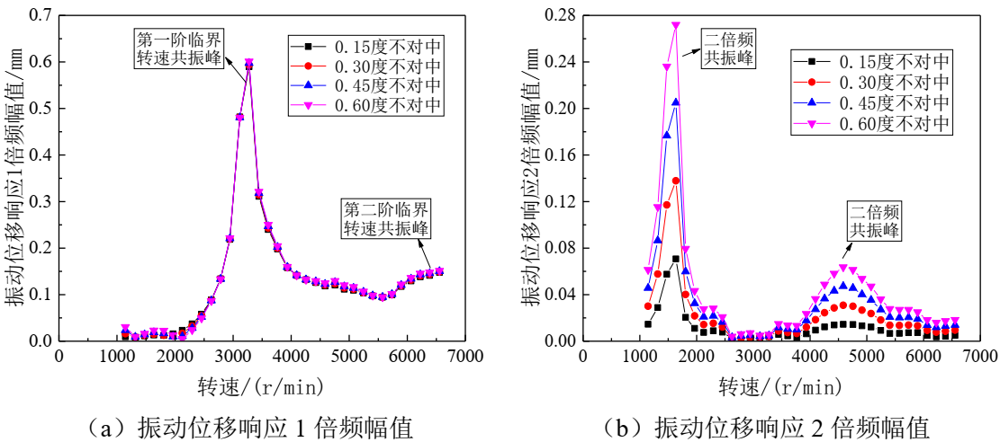 0.7
0.6
0.5
0.4
0.3
0.2
0.1
0.0
振动位移响应1倍频幅值/mm
第一阶临界
转速共振峰
0.15度不对中
0.30度不对中
0.45度不对中
0.60度不对中
第二阶临界
转速共振峰
0 1000 2000 3000 4000 5000 6000 7000
转速/(r/min)
（a）振动位移响应 1 倍频幅值
0.28
0.24
0.20
0.16
0.12
0.08
0.04
0.00
振动位移响应2倍频幅值/mm
二倍频
共振峰
0.15度不对中
0.30度不对中
0.45度不对中
0.60度不对中
二倍频
共振峰
0 1000 2000 3000 4000 5000 6000 7000
转速/(r/min)
（b）振动位移响应 2 倍频幅值